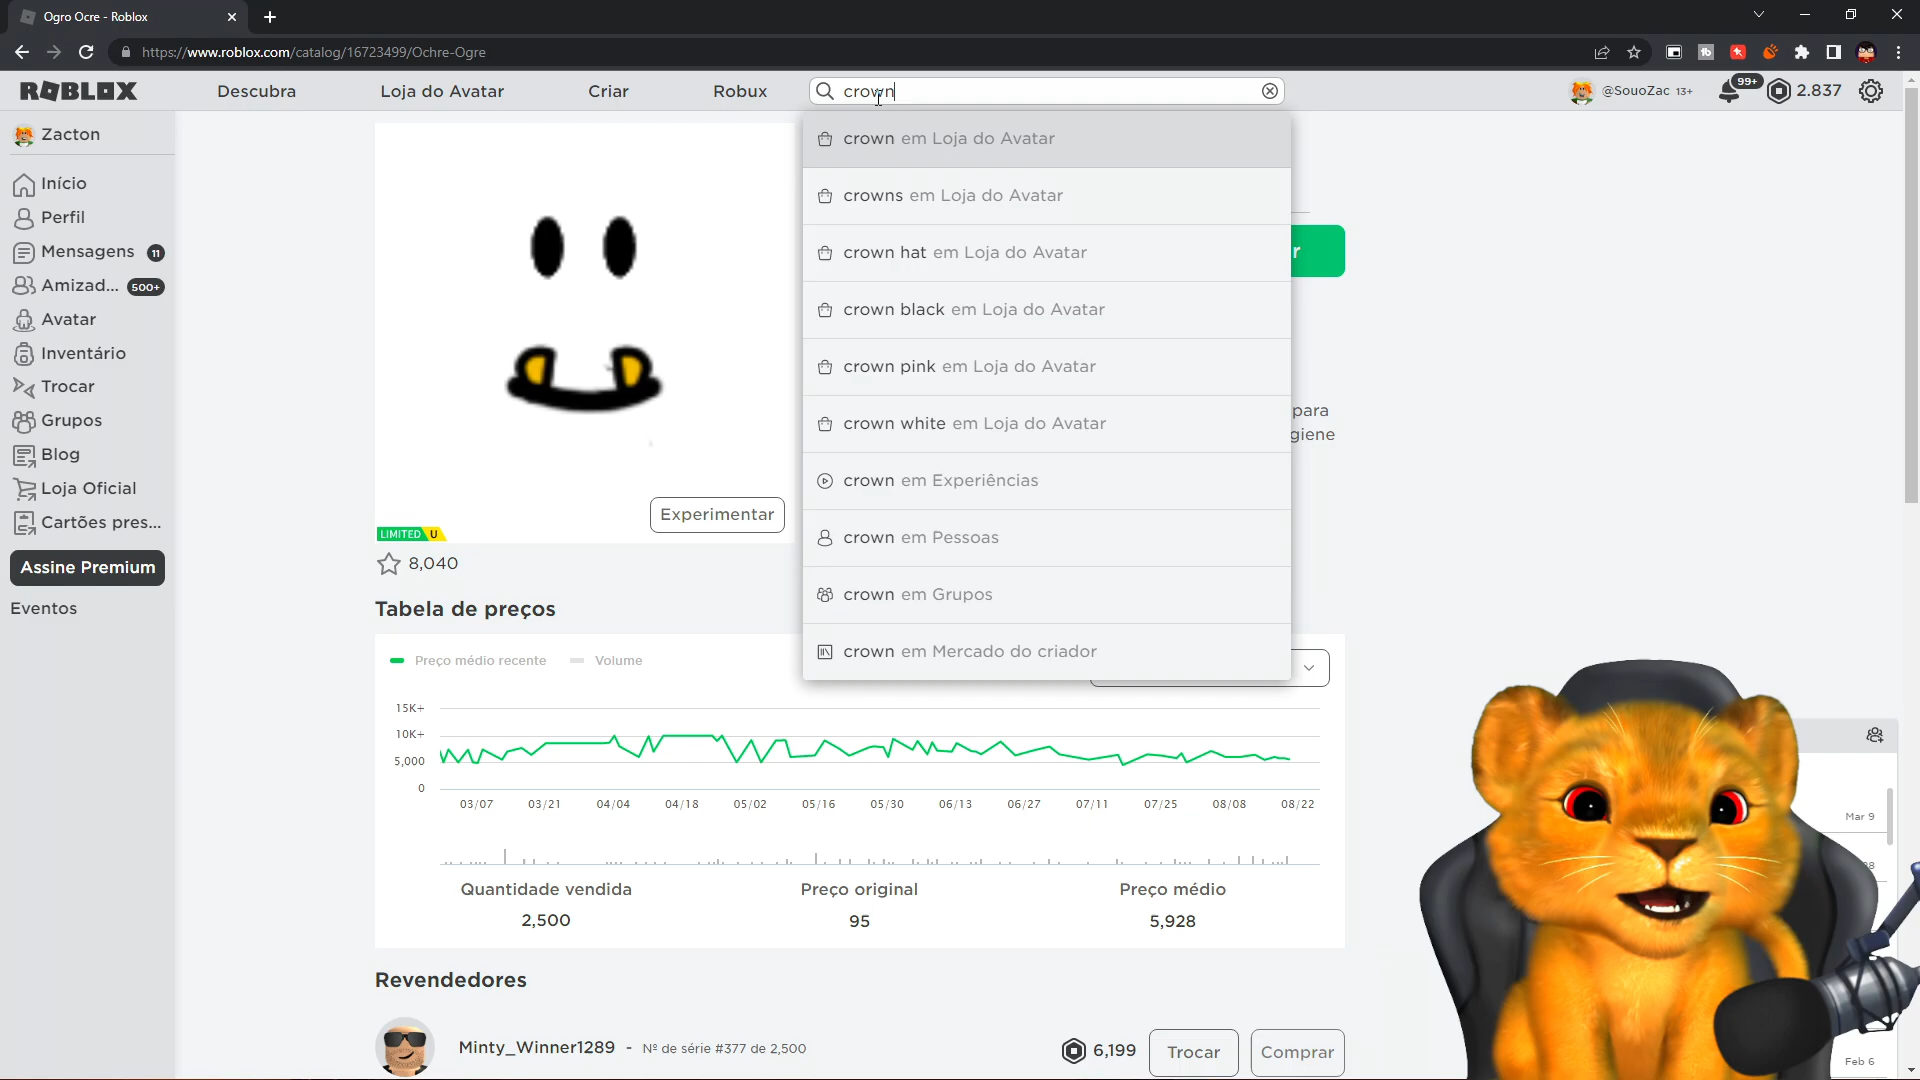 Ogro Ocre - Roblox
https://www.roblox.com/catalog/16723499/Ochre-Ogre
ROBLOX
Descubra
Loja do Avatar
Criar
Robux
crown
@SouoZac 13+
99+
2.837
Zacton
Início
Perfil
Mensagens 11
Amizad... 500+
Avatar
Inventário
Trocar
Grupos
Blog
Loja Oficial
Cartões pres...
Assine Premium
Eventos
crown em Loja do Avatar
crowns em Loja do Avatar
crown hat em Loja do Avatar
crown black em Loja do Avatar
crown pink em Loja do Avatar
crown white em Loja do Avatar
crown em Experiências
crown em Pessoas
crown em Grupos
crown em Mercado do criador
r
para
giene
Experimentar
LIMITED U
8,040
Tabela de preços
Preço médio recente
Volume
15K+
10K+
5,000
0
03/07 03/21 04/04 04/18 05/02 05/16 05/30 06/13 06/27 07/11 07/25 08/08 08/22
Quantidade vendida
2,500
Preço original
95
Preço médio
5,928
Revendedores
Minty_Winner1289 - Nº de série #377 de 2,500
6,199
Trocar
Comprar
Mar 9
Feb 6